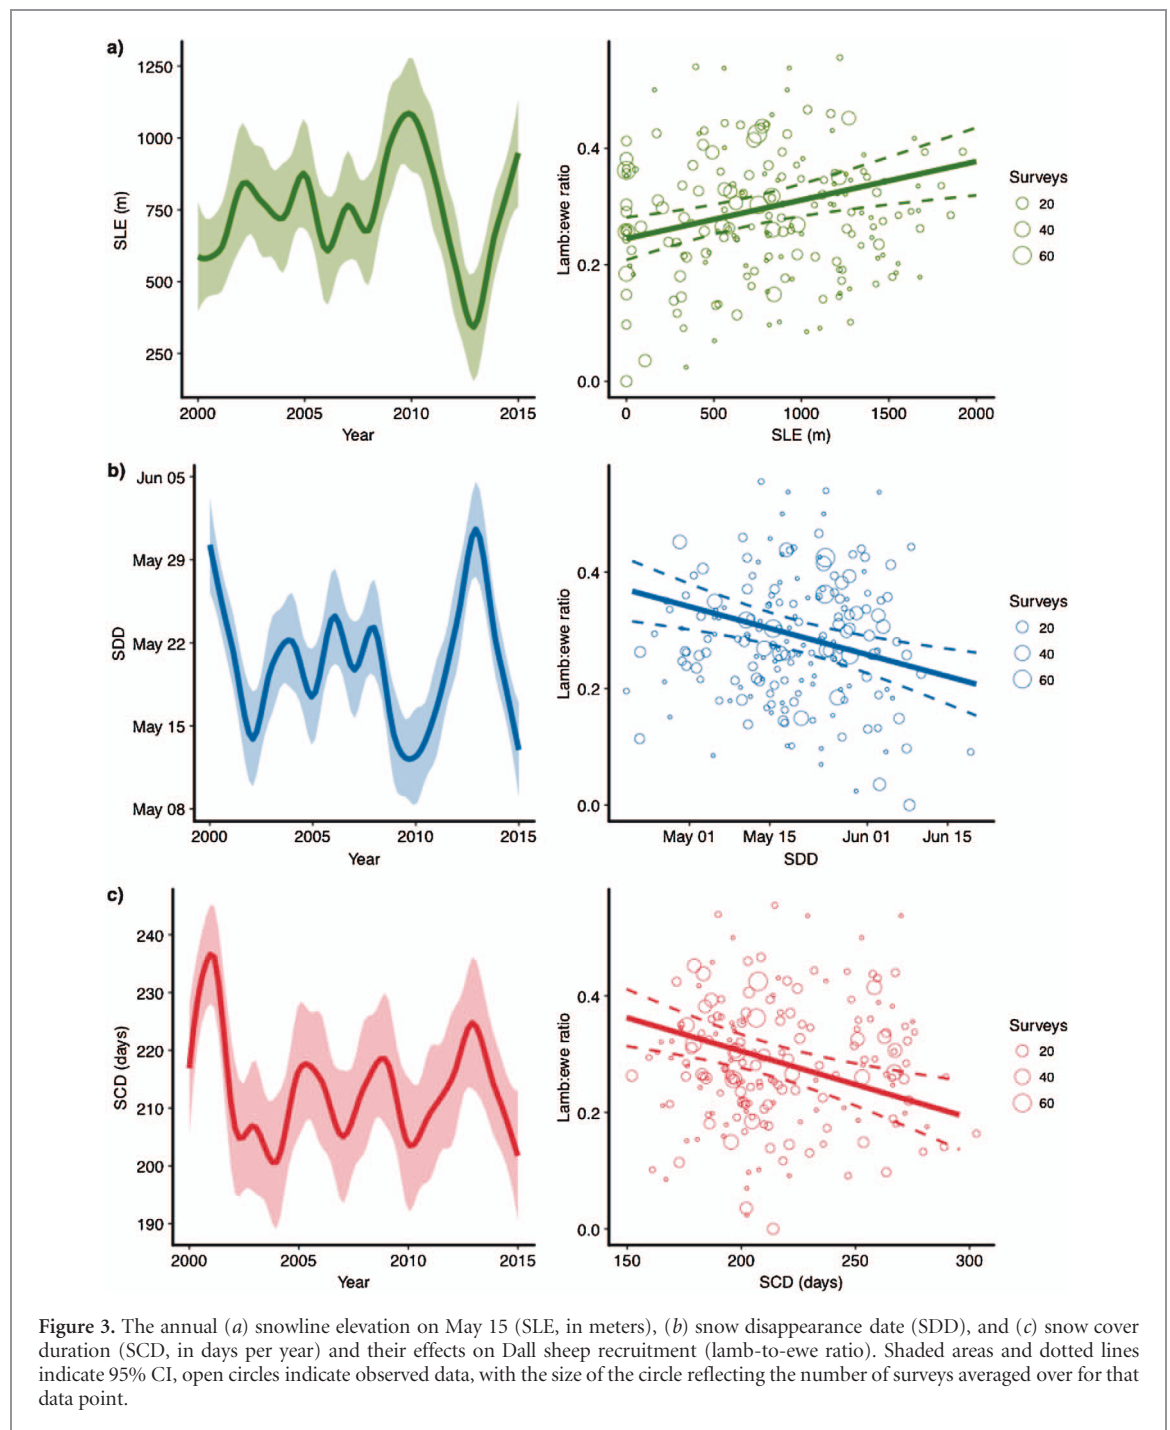 a)
1250
1000
750
500
250
SLE (m)
2000 2005 2010 2015
Year
0.4
0.2
0.0
Lamb:ewe ratio
0 500 1000 1500 2000
SLE (m)
Surveys
20
40
60
b)
Jun 05
May 29
May 22
May 15
May 08
SDD
2000 2005 2010 2015
Year
0.4
0.2
0.0
Lamb:ewe ratio
May 01 May 15 Jun 01 Jun 15
SDD
Surveys
20
40
60
c)
240
230
220
210
200
190
SCD (days)
2000 2005 2010 2015
Year
0.4
0.2
0.0
Lamb:ewe ratio
150 200 250 300
SCD (days)
Surveys
20
40
60
Figure 3. The annual (a) snowline elevation on May 15 (SLE, in meters), (b) snow disappearance date (SDD), and (c) snow cover
duration (SCD, in days per year) and their effects on Dall sheep recruitment (lamb-to-ewe ratio). Shaded areas and dotted lines
indicate 95% CI, open circles indicate observed data, with the size of the circle reflecting the number of surveys averaged over for that
data point.